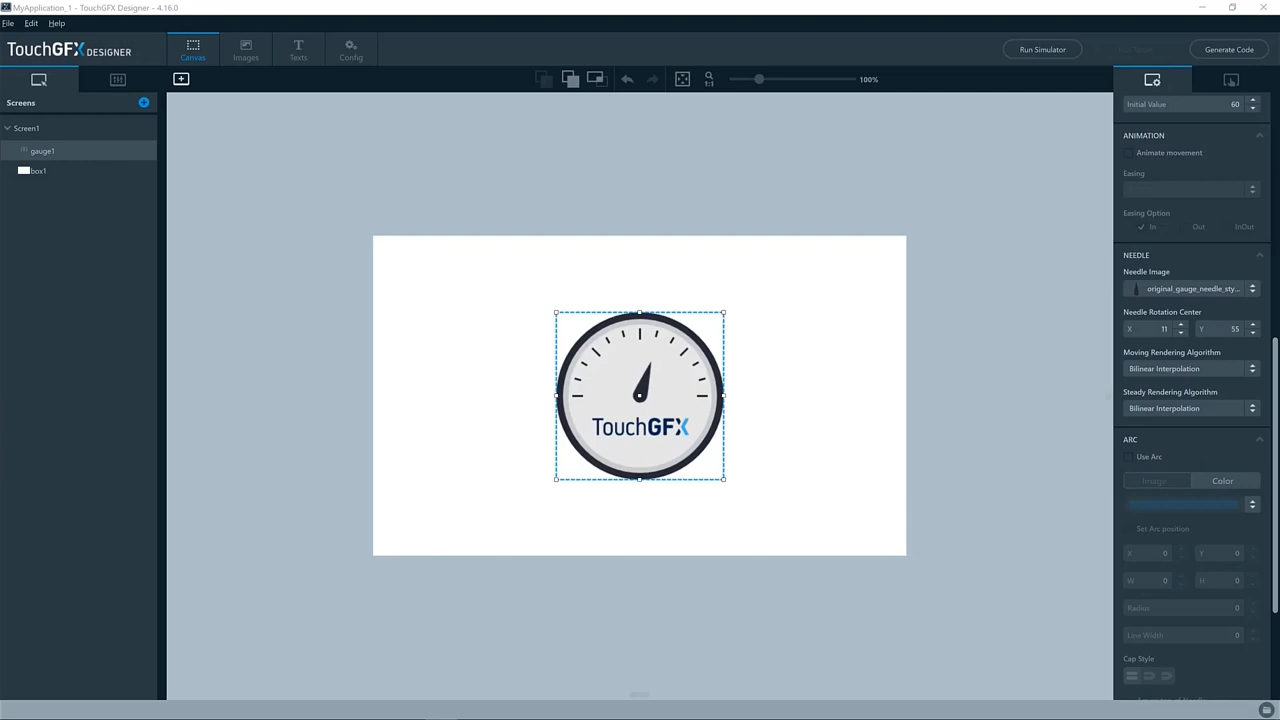 MyApplication_1 - TouchGFX Designer - 4.16.0
File Edit Help
TouchGFX DESIGNER
Canvas
Images
Texts
Config
Run Simulator
Generate Code
100%
Screens
Screen1
gauge1
box1
TouchGFX
Initial Value 60
ANIMATION
Animate movement
Easing
Easing Option
In Out InOut
NEEDLE
Needle Image
original_gauge_needle_sty...
Needle Rotation Center
X 11 Y 55
Moving Rendering Algorithm
Bilinear Interpolation
Steady Rendering Algorithm
Bilinear Interpolation
ARC
Use Arc
Image Color
Set Arc position
X 0 Y 0
W 0 H 0
Radius 0
Line Width 0
Cap Style